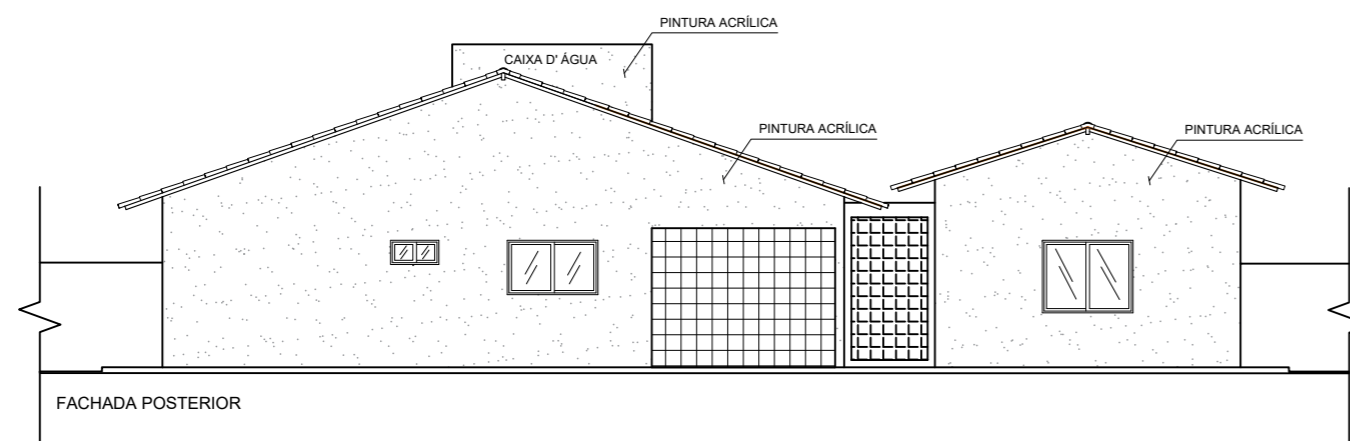 PINTURA ACRÍLICA
CAIXA D' ÁGUA
PINTURA ACRÍLICA
PINTURA ACRÍLICA
FACHADA POSTERIOR